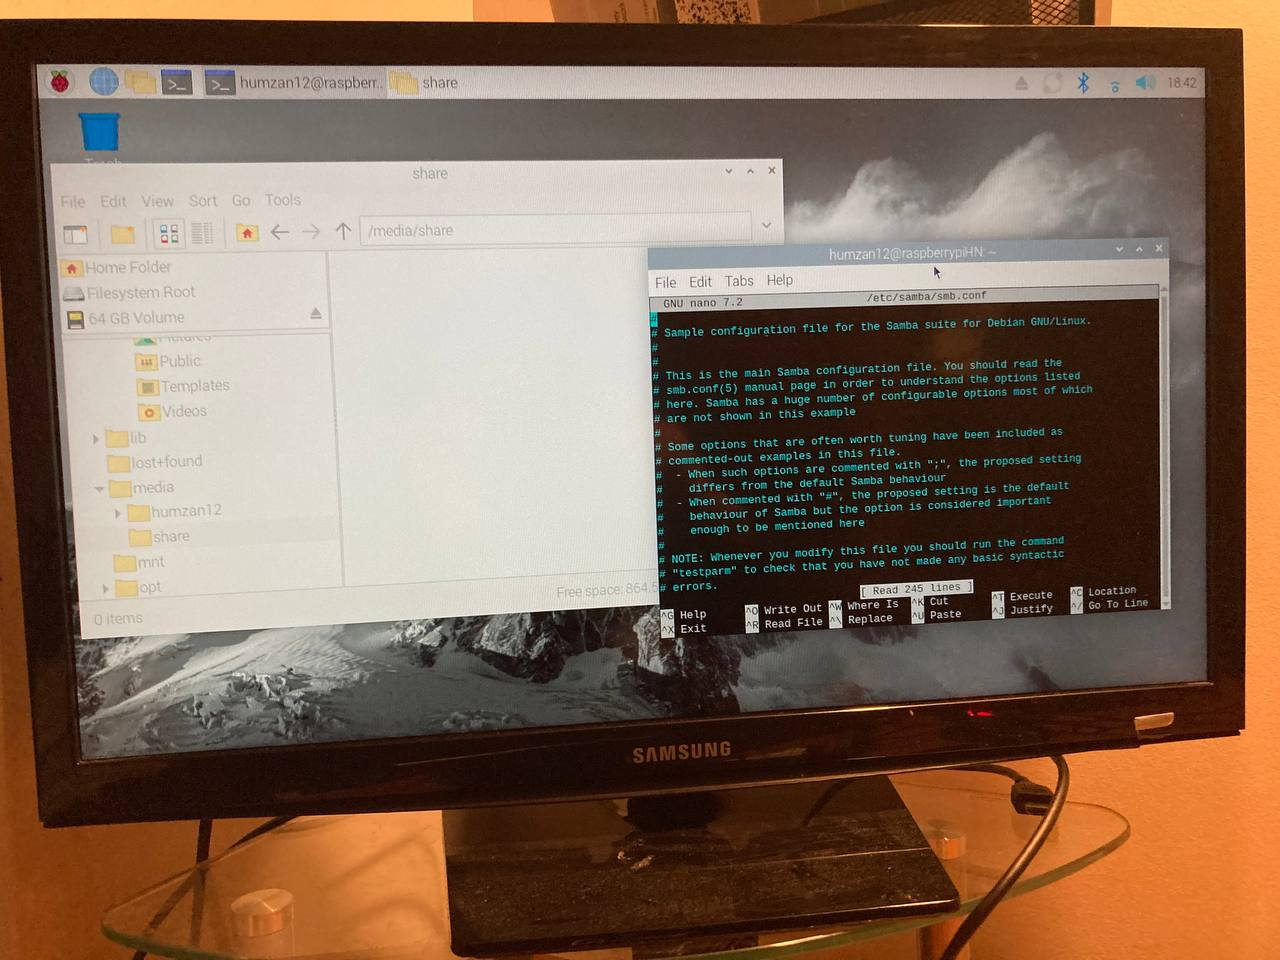 humzan12@raspberr..
share
18:42
share
File Edit View Sort Go Tools
/media/share
Home Folder
Filesystem Root
64 GB Volume
Pictures
Public
Templates
Videos
lib
lost+found
media
humzan12
share
mnt
opt
0 items
Free space: 864.5
humzan12@raspberrypiHN: ~
File Edit Tabs Help
GNU nano 7.2 /etc/samba/smb.conf
#
# Sample configuration file for the Samba suite for Debian GNU/Linux.
#
#
# This is the main Samba configuration file. You should read the
# smb.conf(5) manual page in order to understand the options listed
# here. Samba has a huge number of configurable options most of which
# are not shown in this example
#
# Some options that are often worth tuning have been included as
# commented-out examples in this file.
#  - When such options are commented with ";", the proposed setting
#    differs from the default Samba behaviour
#  - When commented with "#", the proposed setting is the default
#    behaviour of Samba but the option is considered important
#    enough to be mentioned here
#
# NOTE: Whenever you modify this file you should run the command
# "testparm" to check that you have not made any basic syntactic
# errors.
[ Read 245 lines ]
^G Help ^O Write Out ^W Where Is ^K Cut ^T Execute ^C Location
^X Exit ^R Read File ^\ Replace ^U Paste ^J Justify ^/ Go To Line
SAMSUNG